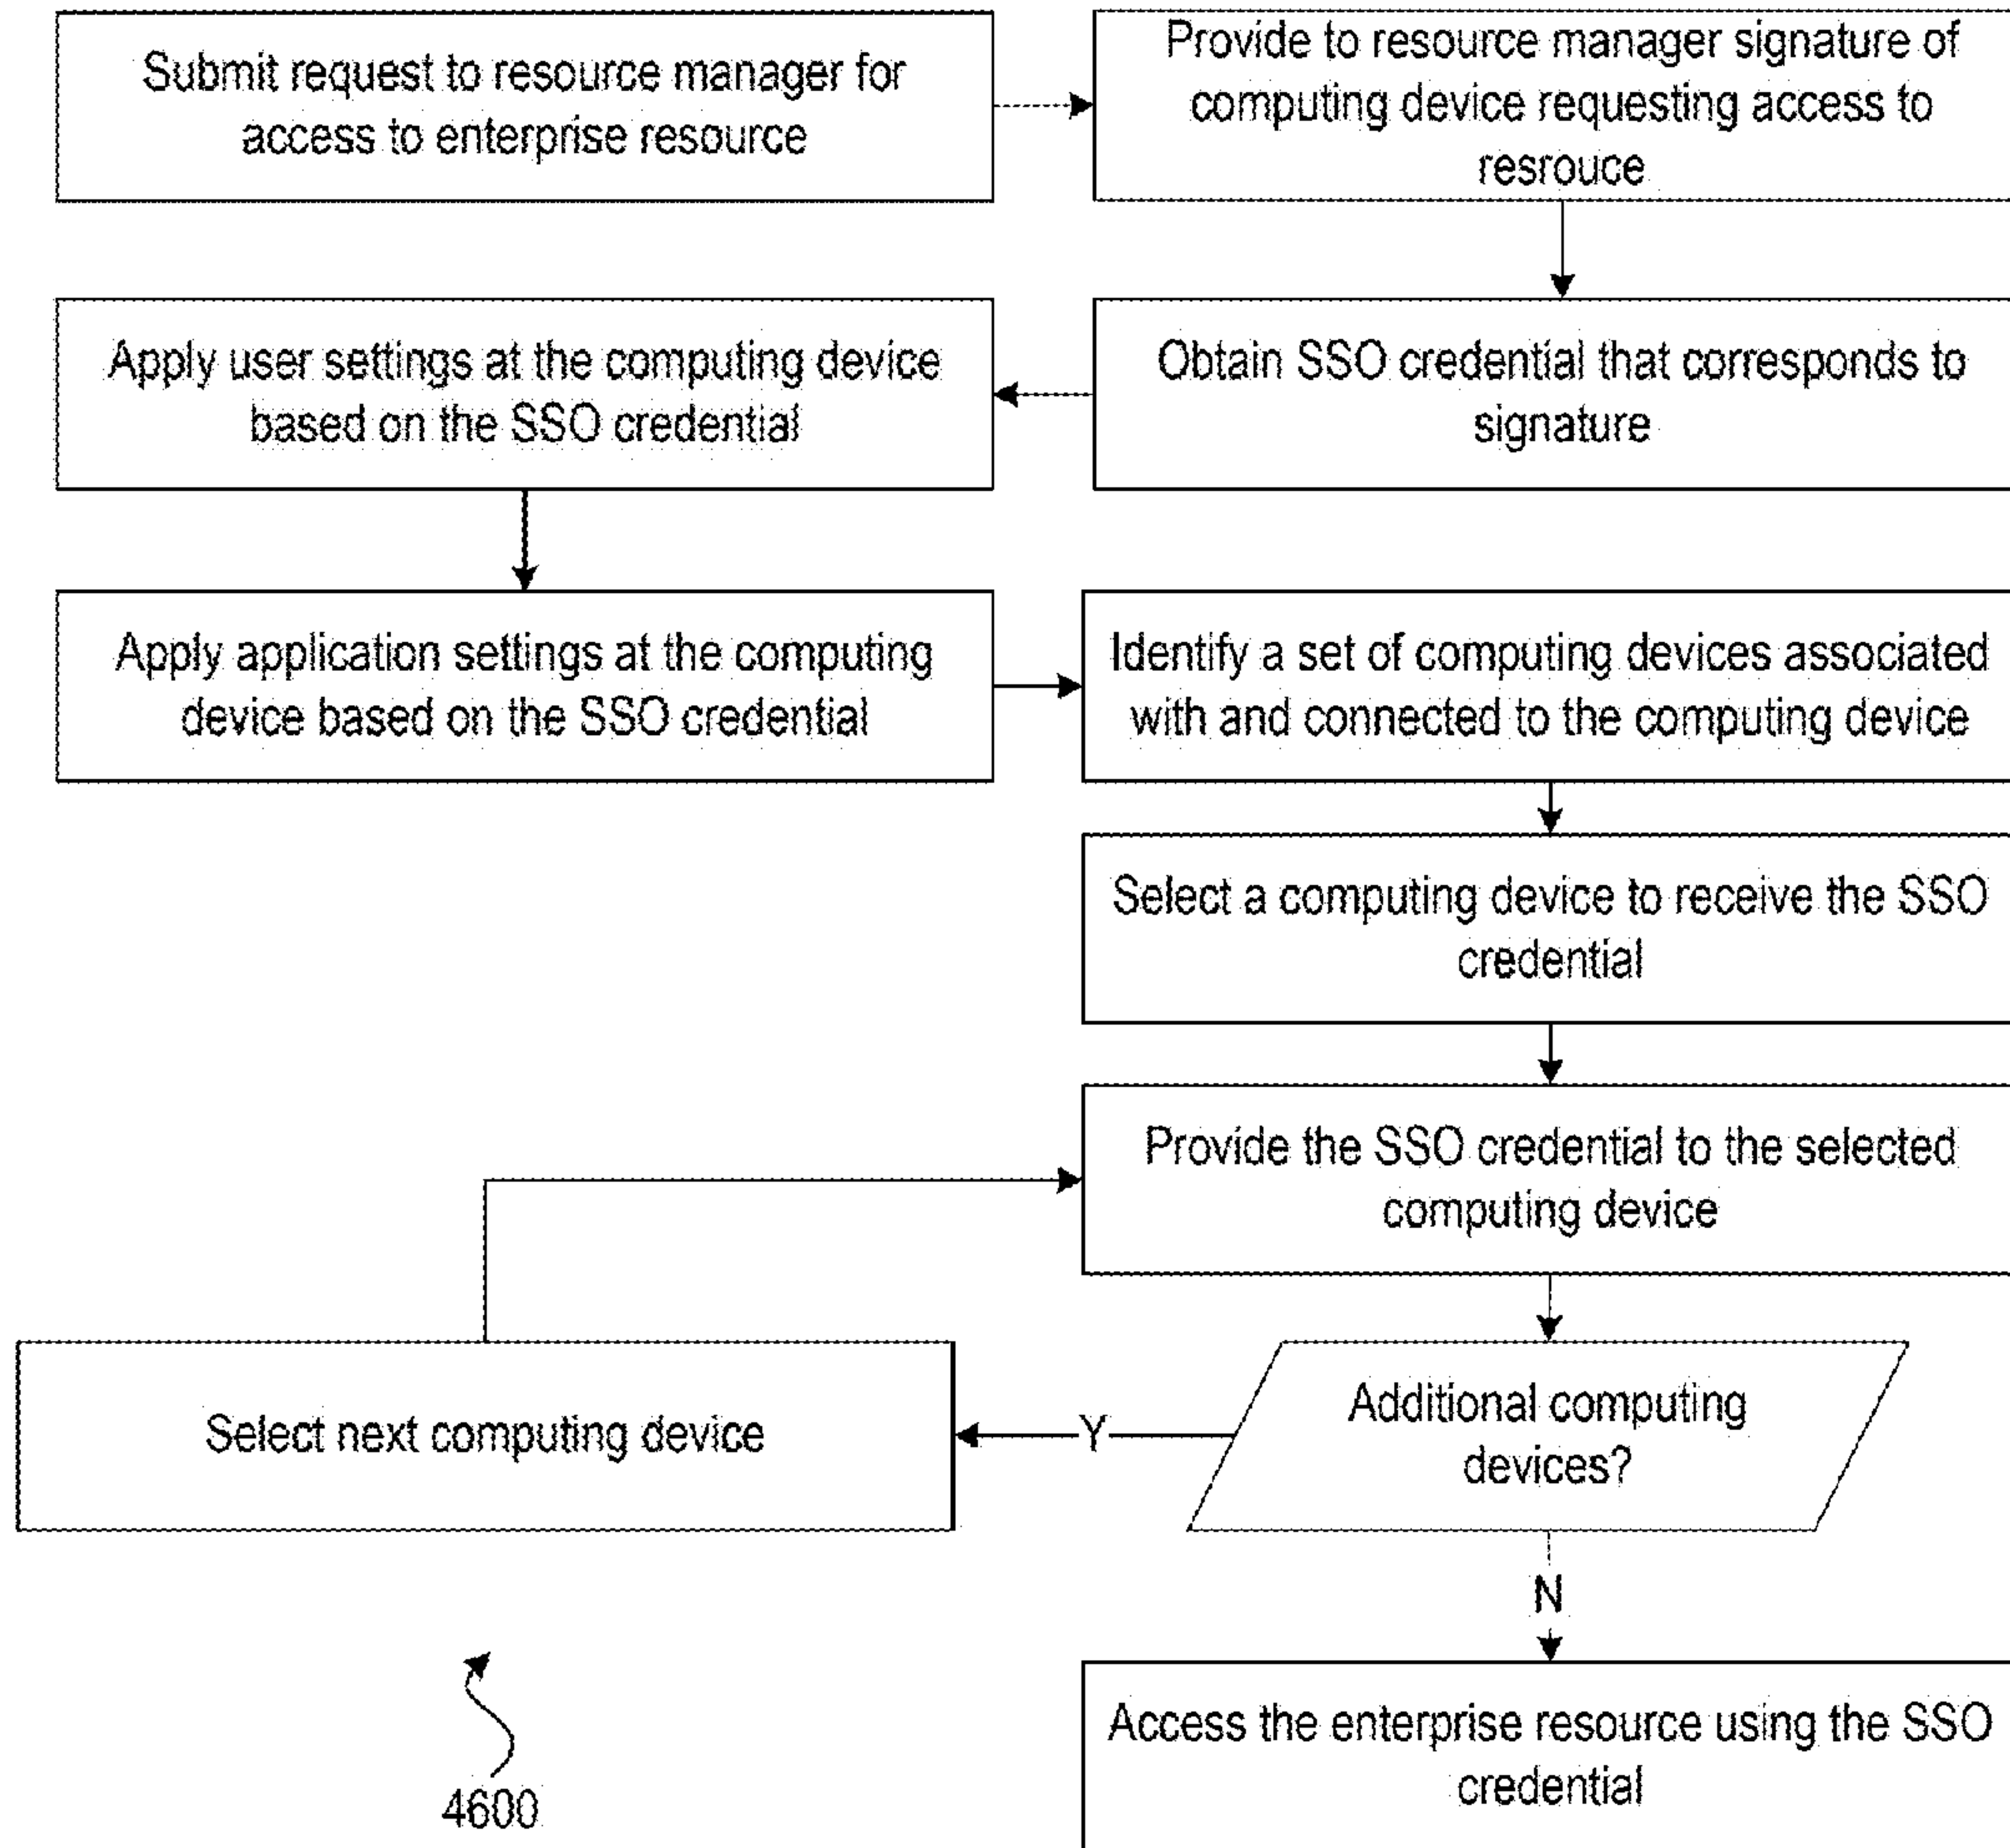 Submit request to resource manager for
access to enterprise resource
Provide to resource manager signature of
computing device requesting access to
resrouce
Obtain SSO credential that corresponds to
signature
Apply user settings at the computing device
based on the SSO credential
Apply application settings at the computing
device based on the SSO credential
Identify a set of computing devices associated
with and connected to the computing device
Select a computing device to receive the SSO
credential
Provide the SSO credential to the selected
computing device
Additional computing
devices?
Y
Select next computing device
N
Access the enterprise resource using the SSO
credential
4600